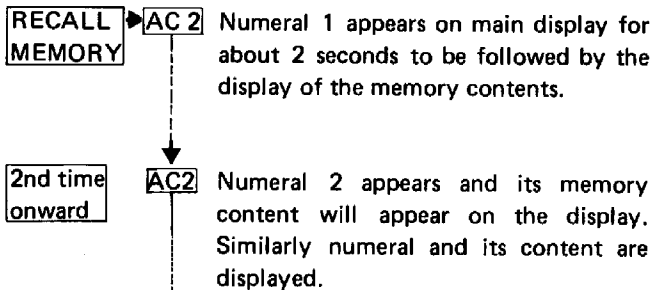 RECALL MEMORY
AC 2
Numeral 1 appears on main display for
about 2 seconds to be followed by the
display of the memory contents.
2nd time onward
AC2
Numeral 2 appears and its memory
content will appear on the display.
Similarly numeral and its content are
displayed.